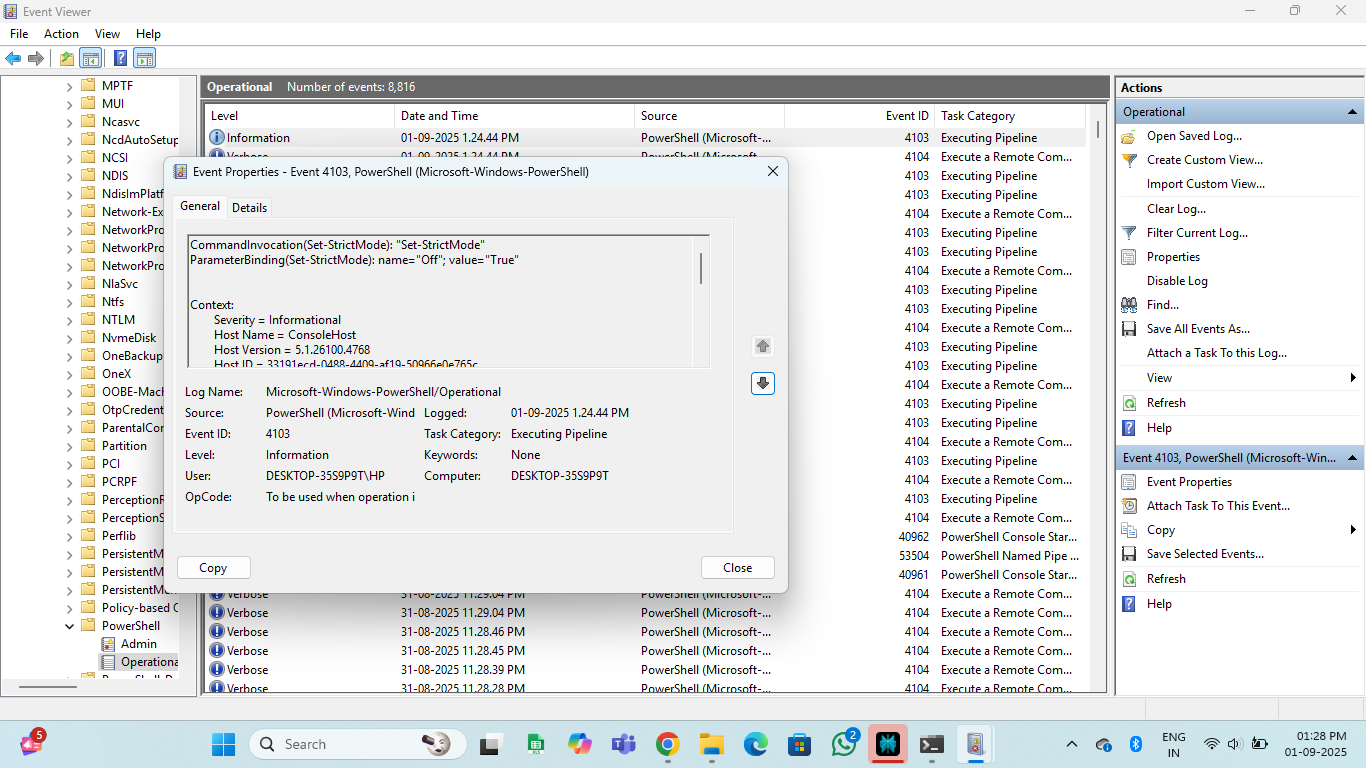 Event Viewer
File Action View Help
MPTF
MUI
Ncasvc
NcdAutoSetup
NCSI
NDIS
NdisImPlatf
Network-Ex
NetworkPro
NetworkPro
NetworkPro
NlaSvc
Ntfs
NTLM
NvmeDisk
OneBackup
OneX
OOBE-Mach
OtpCredent
ParentalCor
Partition
PCI
PCRPF
PerceptionR
PerceptionS
Perflib
PersistentM
PersistentM
PersistentMe
Policy-based
PowerShell
Admin
Operationa
Operational Number of events: 8,816
Level Date and Time Source Event ID Task Category
Information 01-09-2025 1.24.44 PM PowerShell (Microsoft-... 4103 Executing Pipeline
Verbose 01-09-2025 1.24.44 PM PowerShell (Microsoft-... 4104 Execute a Remote Com...
4103 Executing Pipeline
4103 Executing Pipeline
4104 Execute a Remote Com...
4103 Executing Pipeline
4103 Executing Pipeline
4104 Execute a Remote Com...
4103 Executing Pipeline
4103 Executing Pipeline
4104 Execute a Remote Com...
4103 Executing Pipeline
4103 Executing Pipeline
4104 Execute a Remote Com...
4103 Executing Pipeline
4103 Executing Pipeline
4104 Execute a Remote Com...
4103 Executing Pipeline
4104 Execute a Remote Com...
4103 Executing Pipeline
4104 Execute a Remote Com...
40962 PowerShell Console Star...
53504 PowerShell Named Pipe ...
40961 PowerShell Console Star...
Verbose 31-08-2025 11.29.04 PM PowerShell (Microsoft-... 4104 Execute a Remote Com...
Verbose 31-08-2025 11.29.04 PM PowerShell (Microsoft-... 4104 Execute a Remote Com...
Verbose 31-08-2025 11.28.46 PM PowerShell (Microsoft-... 4104 Execute a Remote Com...
Verbose 31-08-2025 11.28.45 PM PowerShell (Microsoft-... 4104 Execute a Remote Com...
Verbose 31-08-2025 11.28.39 PM PowerShell (Microsoft-... 4104 Execute a Remote Com...
Verbose 31-08-2025 11.28.28 PM PowerShell (Microsoft-... 4104 Execute a Remote Com...
Event Properties - Event 4103, PowerShell (Microsoft-Windows-PowerShell)
General Details
CommandInvocation(Set-StrictMode): "Set-StrictMode"
ParameterBinding(Set-StrictMode): name="Off"; value="True"
Context:
Severity = Informational
Host Name = ConsoleHost
Host Version = 5.1.26100.4768
Host ID = 33191ecd-0488-4409-af19-50966e0e765c
Log Name: Microsoft-Windows-PowerShell/Operational
Source: PowerShell (Microsoft-Wind Logged: 01-09-2025 1.24.44 PM
Event ID: 4103 Task Category: Executing Pipeline
Level: Information Keywords: None
User: DESKTOP-35S9P9T\HP Computer: DESKTOP-35S9P9T
OpCode: To be used when operation i
Copy Close
Actions
Operational
Open Saved Log...
Create Custom View...
Import Custom View...
Clear Log...
Filter Current Log...
Properties
Disable Log
Find...
Save All Events As...
Attach a Task To this Log...
View
Refresh
Help
Event 4103, PowerShell (Microsoft-Win...
Event Properties
Attach Task To This Event...
Copy
Save Selected Events...
Refresh
Help
5
Search
XLS
2
ENG
IN
01:28 PM
01-09-2025